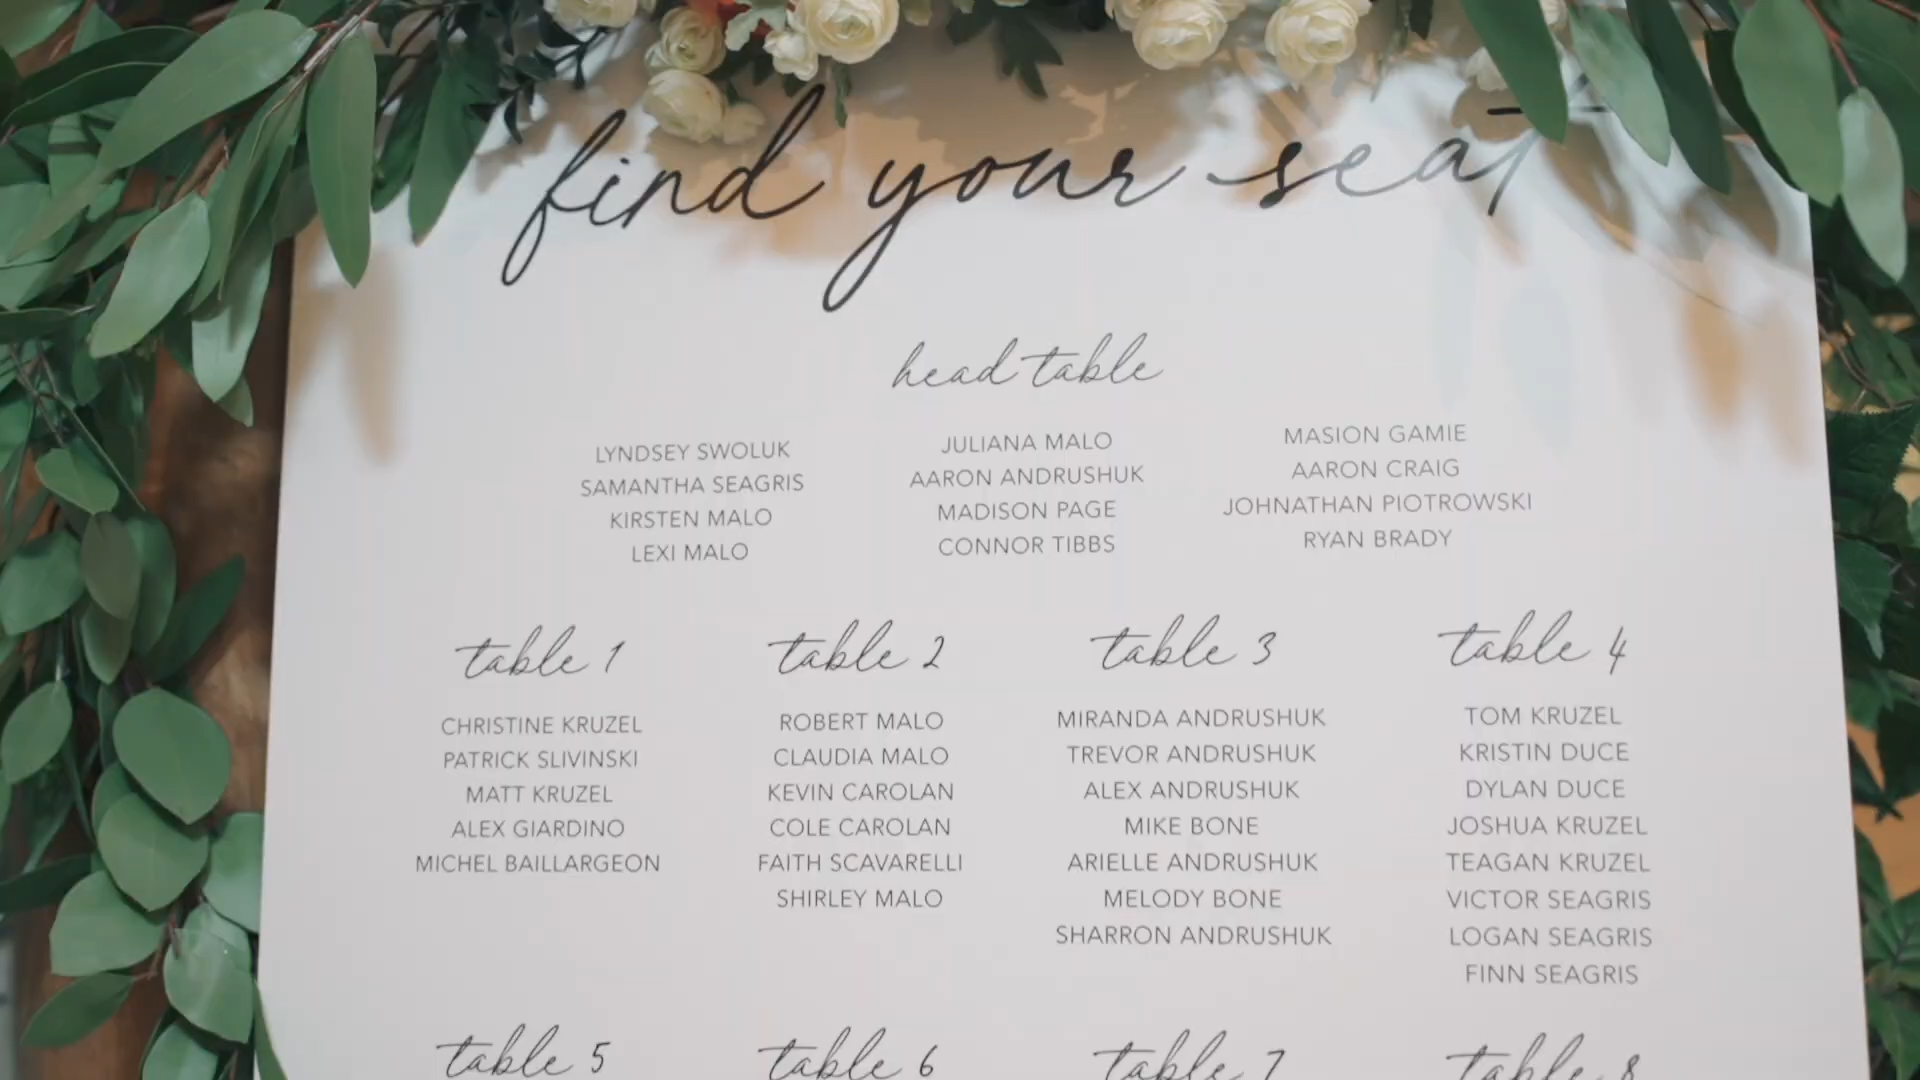 find your seat
head table
LYNDSEY SWOLUK
SAMANTHA SEAGRIS
KIRSTEN MALO
LEXI MALO
JULIANA MALO
AARON ANDRUSHUK
MADISON PAGE
CONNOR TIBBS
MASION GAMIE
AARON CRAIG
JOHNATHAN PIOTROWSKI
RYAN BRADY
table 1
CHRISTINE KRUZEL
PATRICK SLIVINSKI
MATT KRUZEL
ALEX GIARDINO
MICHEL BAILLARGEON
table 2
ROBERT MALO
CLAUDIA MALO
KEVIN CAROLAN
COLE CAROLAN
FAITH SCAVARELLI
SHIRLEY MALO
table 3
MIRANDA ANDRUSHUK
TREVOR ANDRUSHUK
ALEX ANDRUSHUK
MIKE BONE
ARIELLE ANDRUSHUK
MELODY BONE
SHARRON ANDRUSHUK
table 4
TOM KRUZEL
KRISTIN DUCE
DYLAN DUCE
JOSHUA KRUZEL
TEAGAN KRUZEL
VICTOR SEAGRIS
LOGAN SEAGRIS
FINN SEAGRIS
table 5
table 6
table 7
table 8